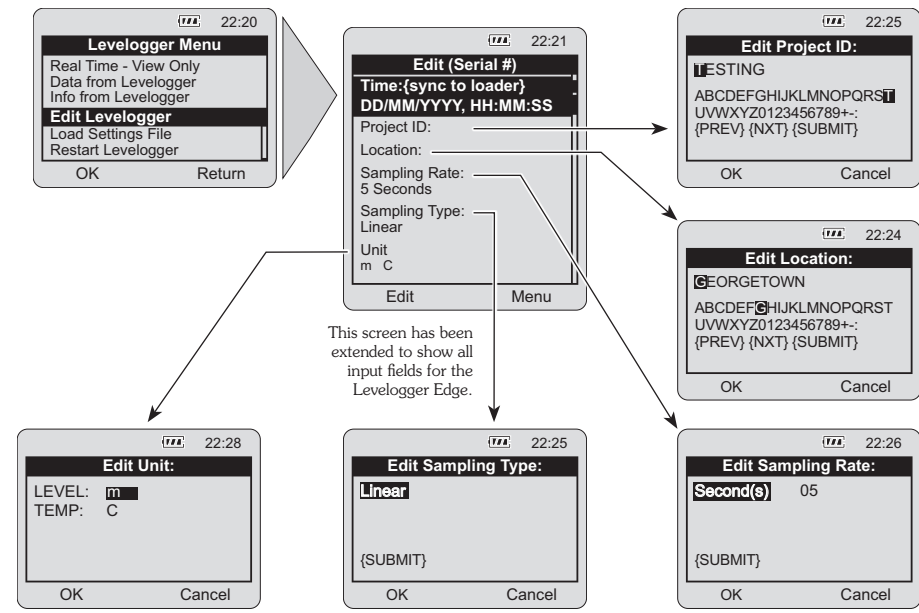 22:20
Levelogger Menu
Real Time - View Only
Data from Levelogger
Info from Levelogger
Edit Levelogger
Load Settings File
Restart Levelogger
OK Return
22:21
Edit (Serial #)
Time:{sync to loader}
DD/MM/YYYY, HH:MM:SS
Project ID:
Location:
Sampling Rate:
5 Seconds
Sampling Type:
Linear
Unit
m C
Edit Menu
This screen has been
extended to show all
input fields for the
Levelogger Edge.
22:25
Edit Project ID:
TESTING
ABCDEFGHIJKLMNOPQRST
UVWXYZ0123456789+-:
{PREV} {NXT} {SUBMIT}
OK Cancel
22:24
Edit Location:
GEORGETOWN
ABCDEFGHIJKLMNOPQRST
UVWXYZ0123456789+-:
{PREV} {NXT} {SUBMIT}
OK Cancel
22:28
Edit Unit:
LEVEL: m
TEMP: C
OK Cancel
22:25
Edit Sampling Type:
Linear
{SUBMIT}
OK Cancel
22:26
Edit Sampling Rate:
Second(s) 05
{SUBMIT}
OK Cancel